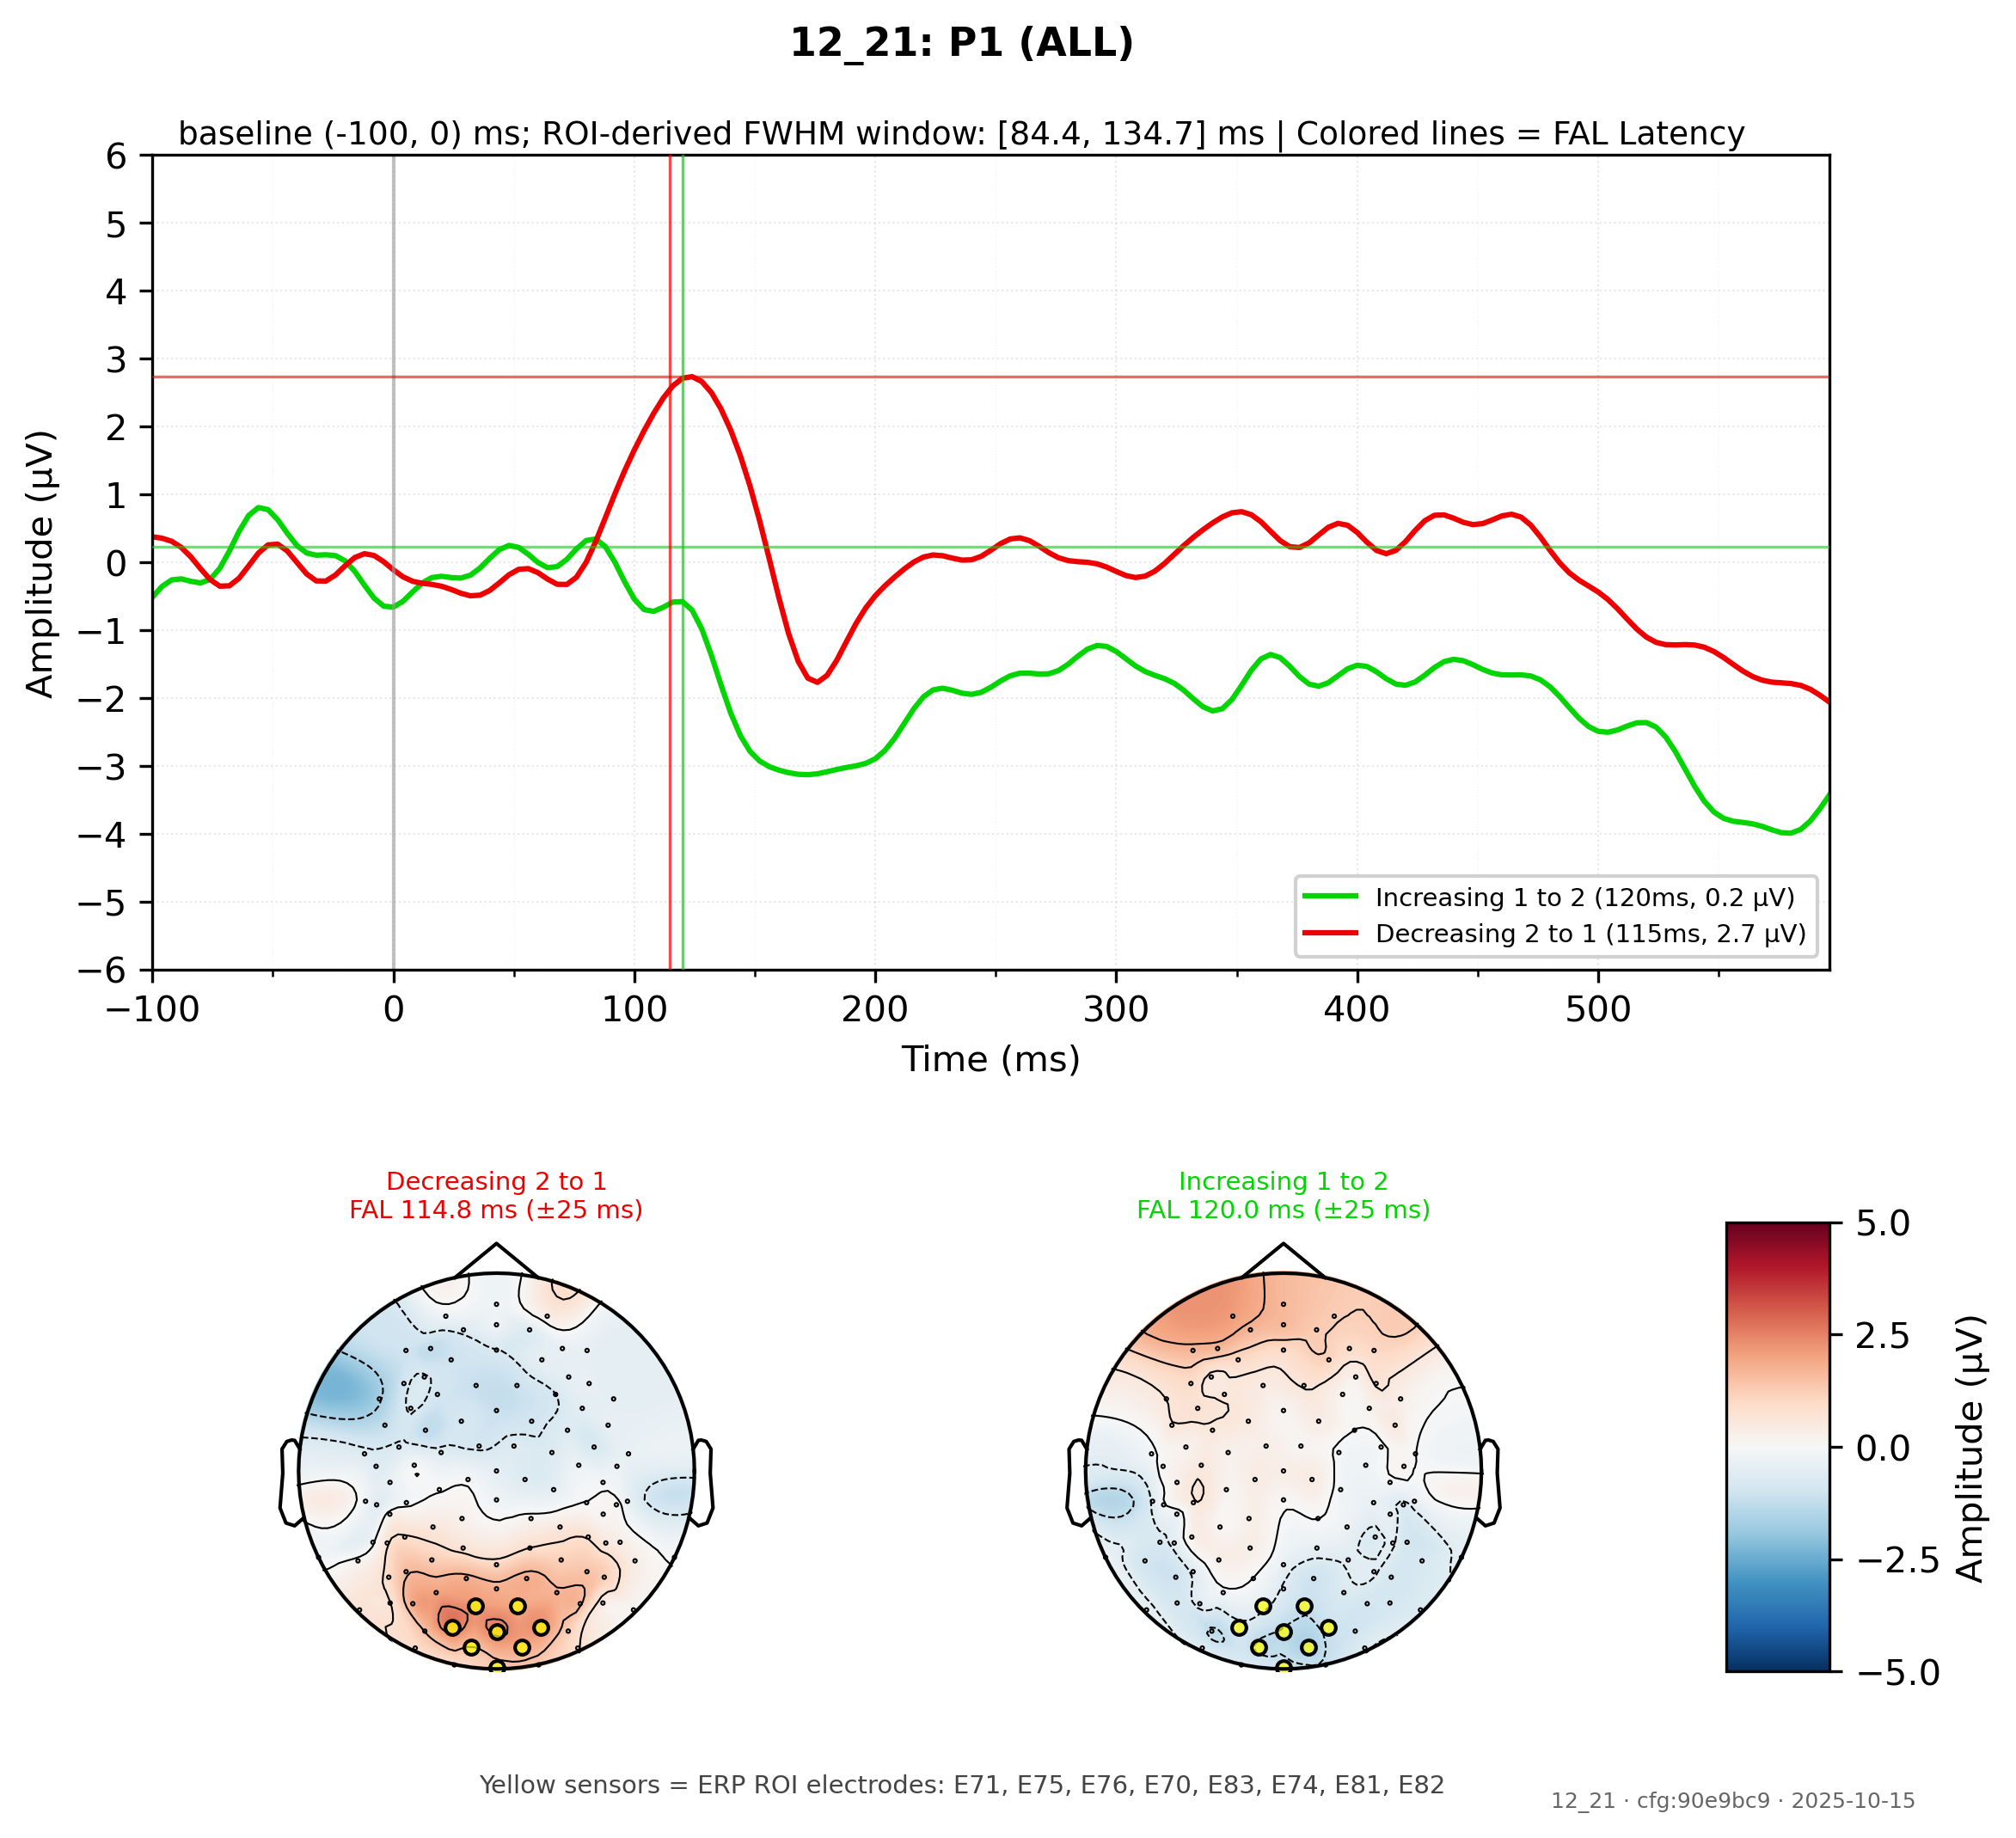 12_21: P1 (ALL)
baseline (-100, 0) ms; ROI-derived FWHM window: [84.4, 134.7] ms | Colored lines = FAL Latency
6
5
4
3
2
1
0
−1
−2
−3
−4
−5
−6
Amplitude (µV)
Increasing 1 to 2 (120ms, 0.2 µV)
Decreasing 2 to 1 (115ms, 2.7 µV)
−100
0
100
200
300
400
500
Time (ms)
Decreasing 2 to 1
FAL 114.8 ms (±25 ms)
Increasing 1 to 2
FAL 120.0 ms (±25 ms)
5.0
2.5
0.0
−2.5
−5.0
Amplitude (µV)
Yellow sensors = ERP ROI electrodes: E71, E75, E76, E70, E83, E74, E81, E82
12_21 · cfg:90e9bc9 · 2025-10-15